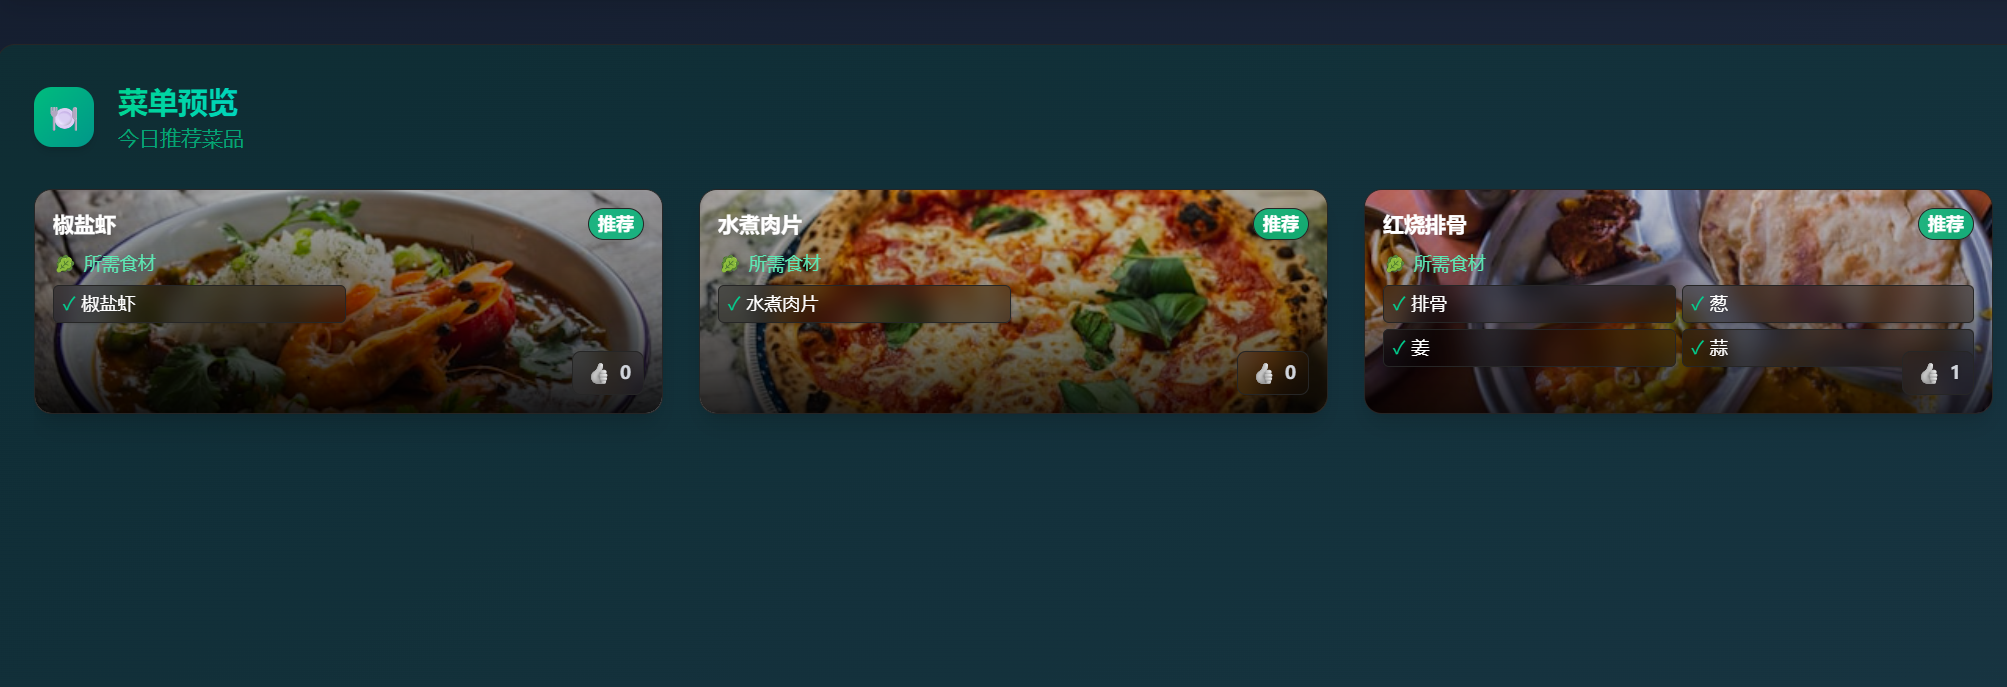 菜单预览
今日推荐菜品
椒盐虾 推荐
所需食材
✓ 椒盐虾
0
水煮肉片 推荐
所需食材
✓ 水煮肉片
0
红烧排骨 推荐
所需食材
✓ 排骨 ✓ 葱
✓ 姜 ✓ 蒜
1